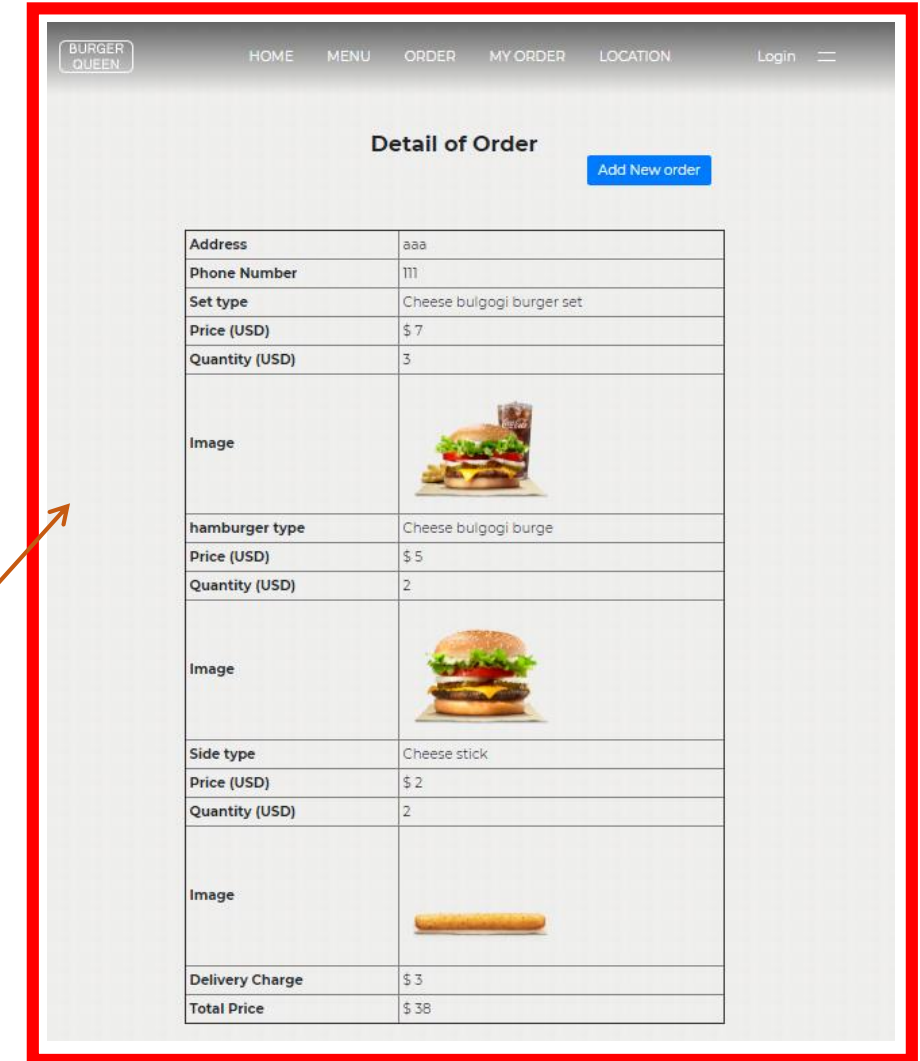 BURGER
QUEEN
HOME MENU ORDER MY ORDER LOCATION Login
Detail of Order
Add New order
Address aaa
Phone Number 111
Set type Cheese bulgogi burger set
Price (USD) $ 7
Quantity (USD) 3
Image
Coca-Cola
hamburger type Cheese bulgogi burge
Price (USD) $ 5
Quantity (USD) 2
Image
Side type Cheese stick
Price (USD) $ 2
Quantity (USD) 2
Image
Delivery Charge $ 3
Total Price $ 38